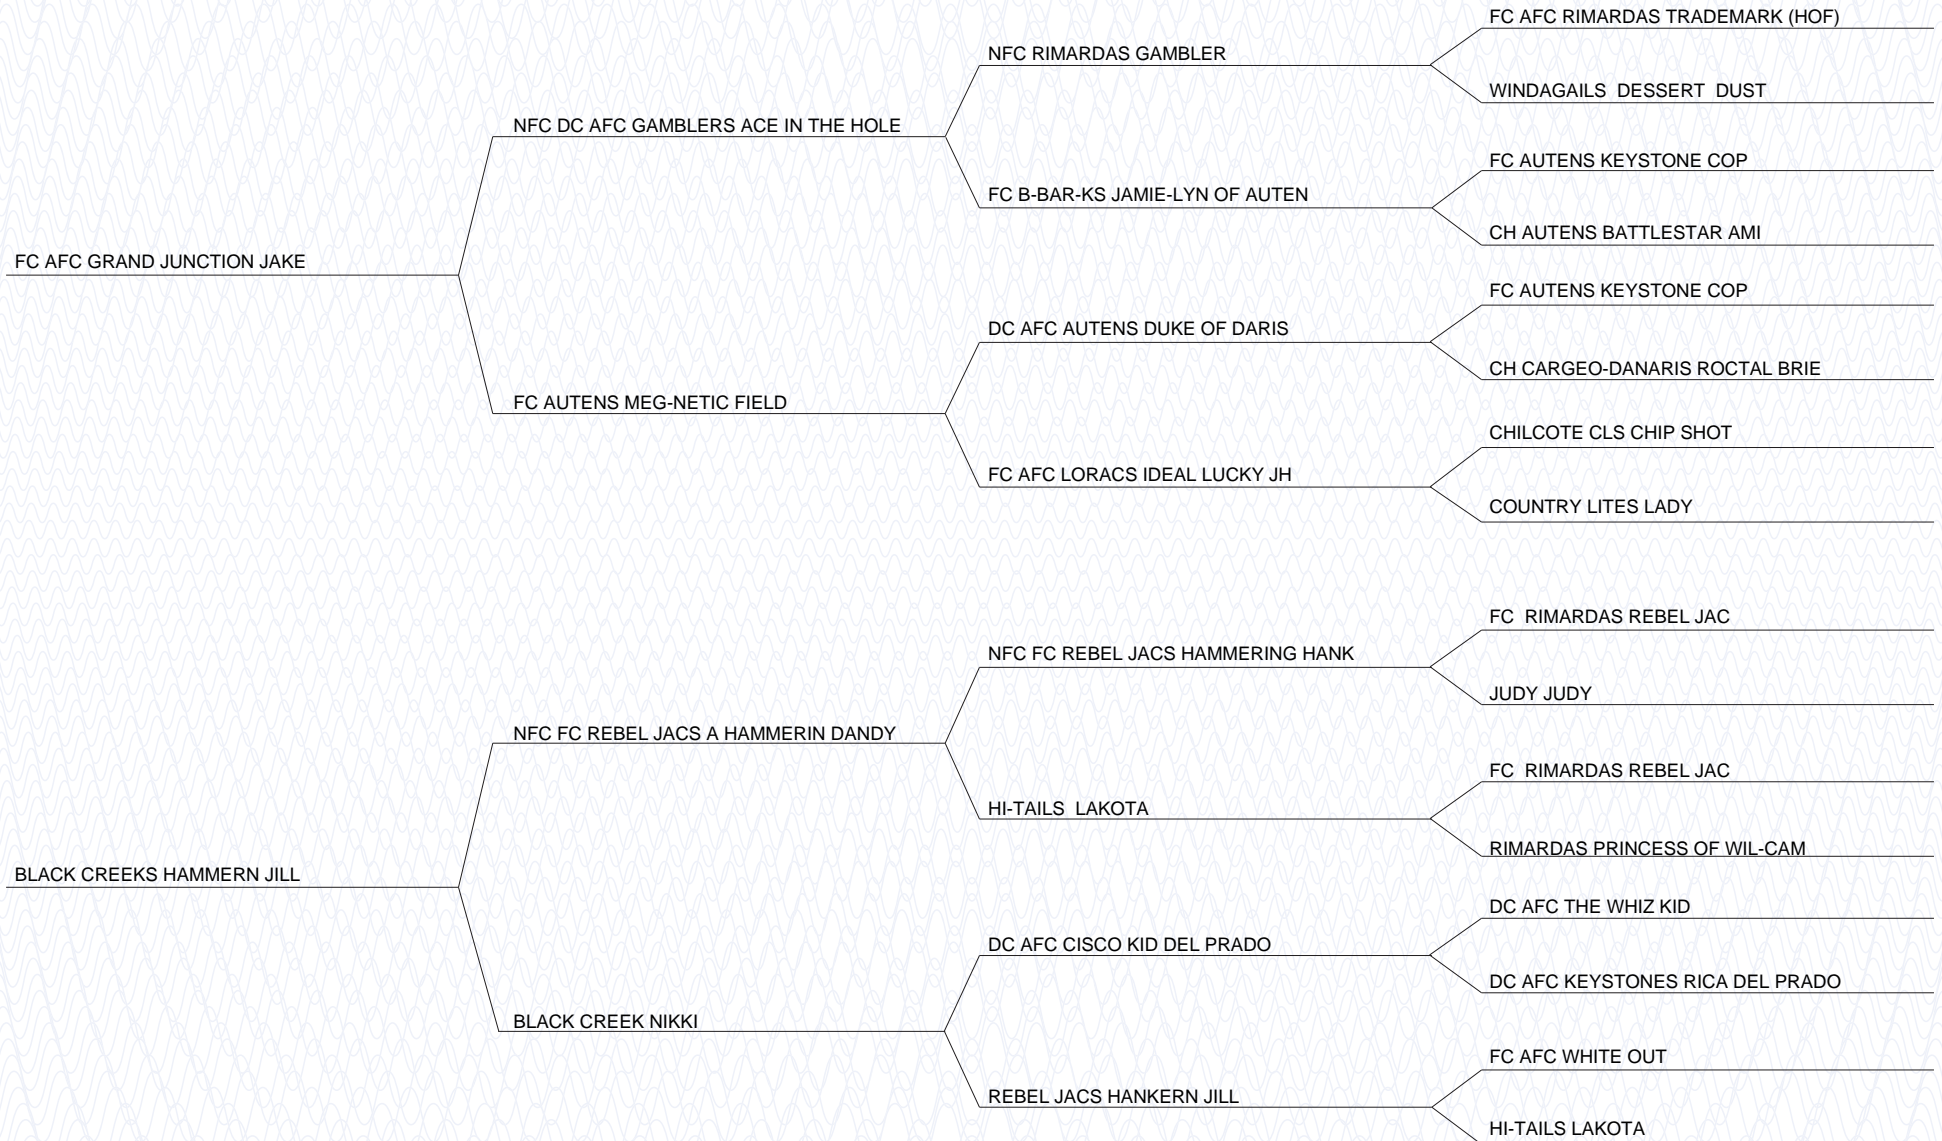 FC AFC RIMARDAS TRADEMARK (HOF)
NFC RIMARDAS GAMBLER
WINDAGAILS  DESSERT  DUST
NFC DC AFC GAMBLERS ACE IN THE HOLE
FC AUTENS KEYSTONE COP
FC B-BAR-KS JAMIE-LYN OF AUTEN
CH AUTENS BATTLESTAR AMI
FC AFC GRAND JUNCTION JAKE
FC AUTENS KEYSTONE COP
DC AFC AUTENS DUKE OF DARIS
CH CARGEO-DANARIS ROCTAL BRIE
FC AUTENS MEG-NETIC FIELD
CHILCOTE CLS CHIP SHOT
FC AFC LORACS IDEAL LUCKY JH
COUNTRY LITES LADY
FC  RIMARDAS REBEL JAC
NFC FC REBEL JACS HAMMERING HANK
JUDY JUDY
NFC FC REBEL JACS A HAMMERIN DANDY
FC  RIMARDAS REBEL JAC
HI-TAILS  LAKOTA
RIMARDAS PRINCESS OF WIL-CAM
BLACK CREEKS HAMMERN JILL
DC AFC THE WHIZ KID
DC AFC CISCO KID DEL PRADO
DC AFC KEYSTONES RICA DEL PRADO
BLACK CREEK NIKKI
FC AFC WHITE OUT
REBEL JACS HANKERN JILL
HI-TAILS LAKOTA